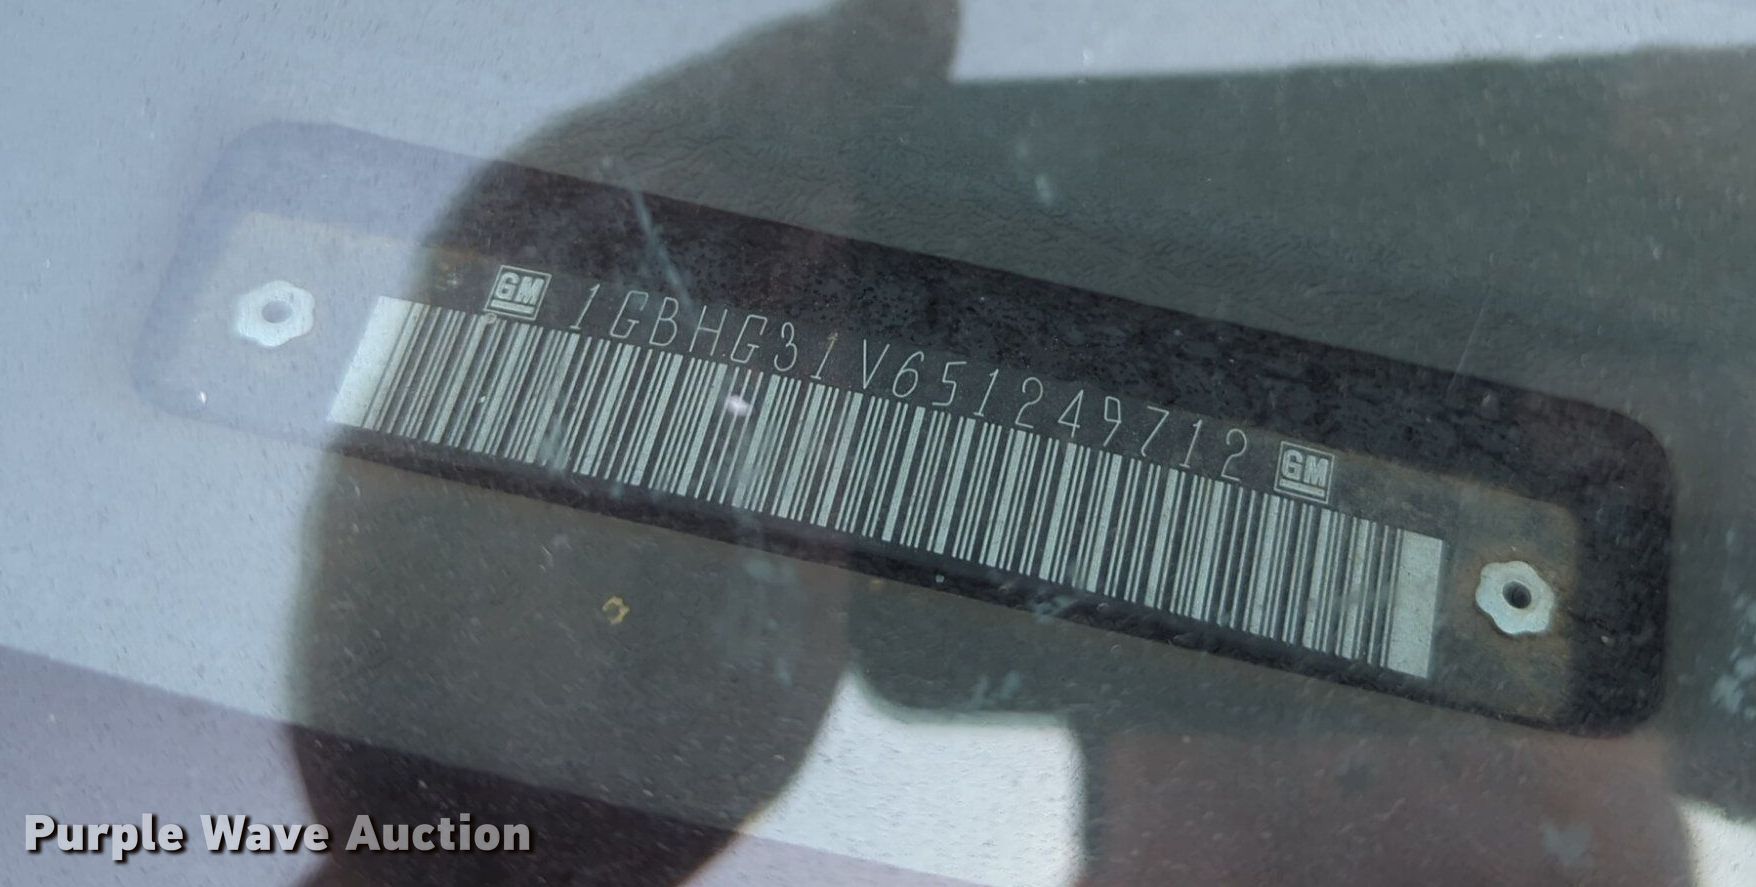 GM 1GBHG31V651249712 GM
Purple Wave Auction